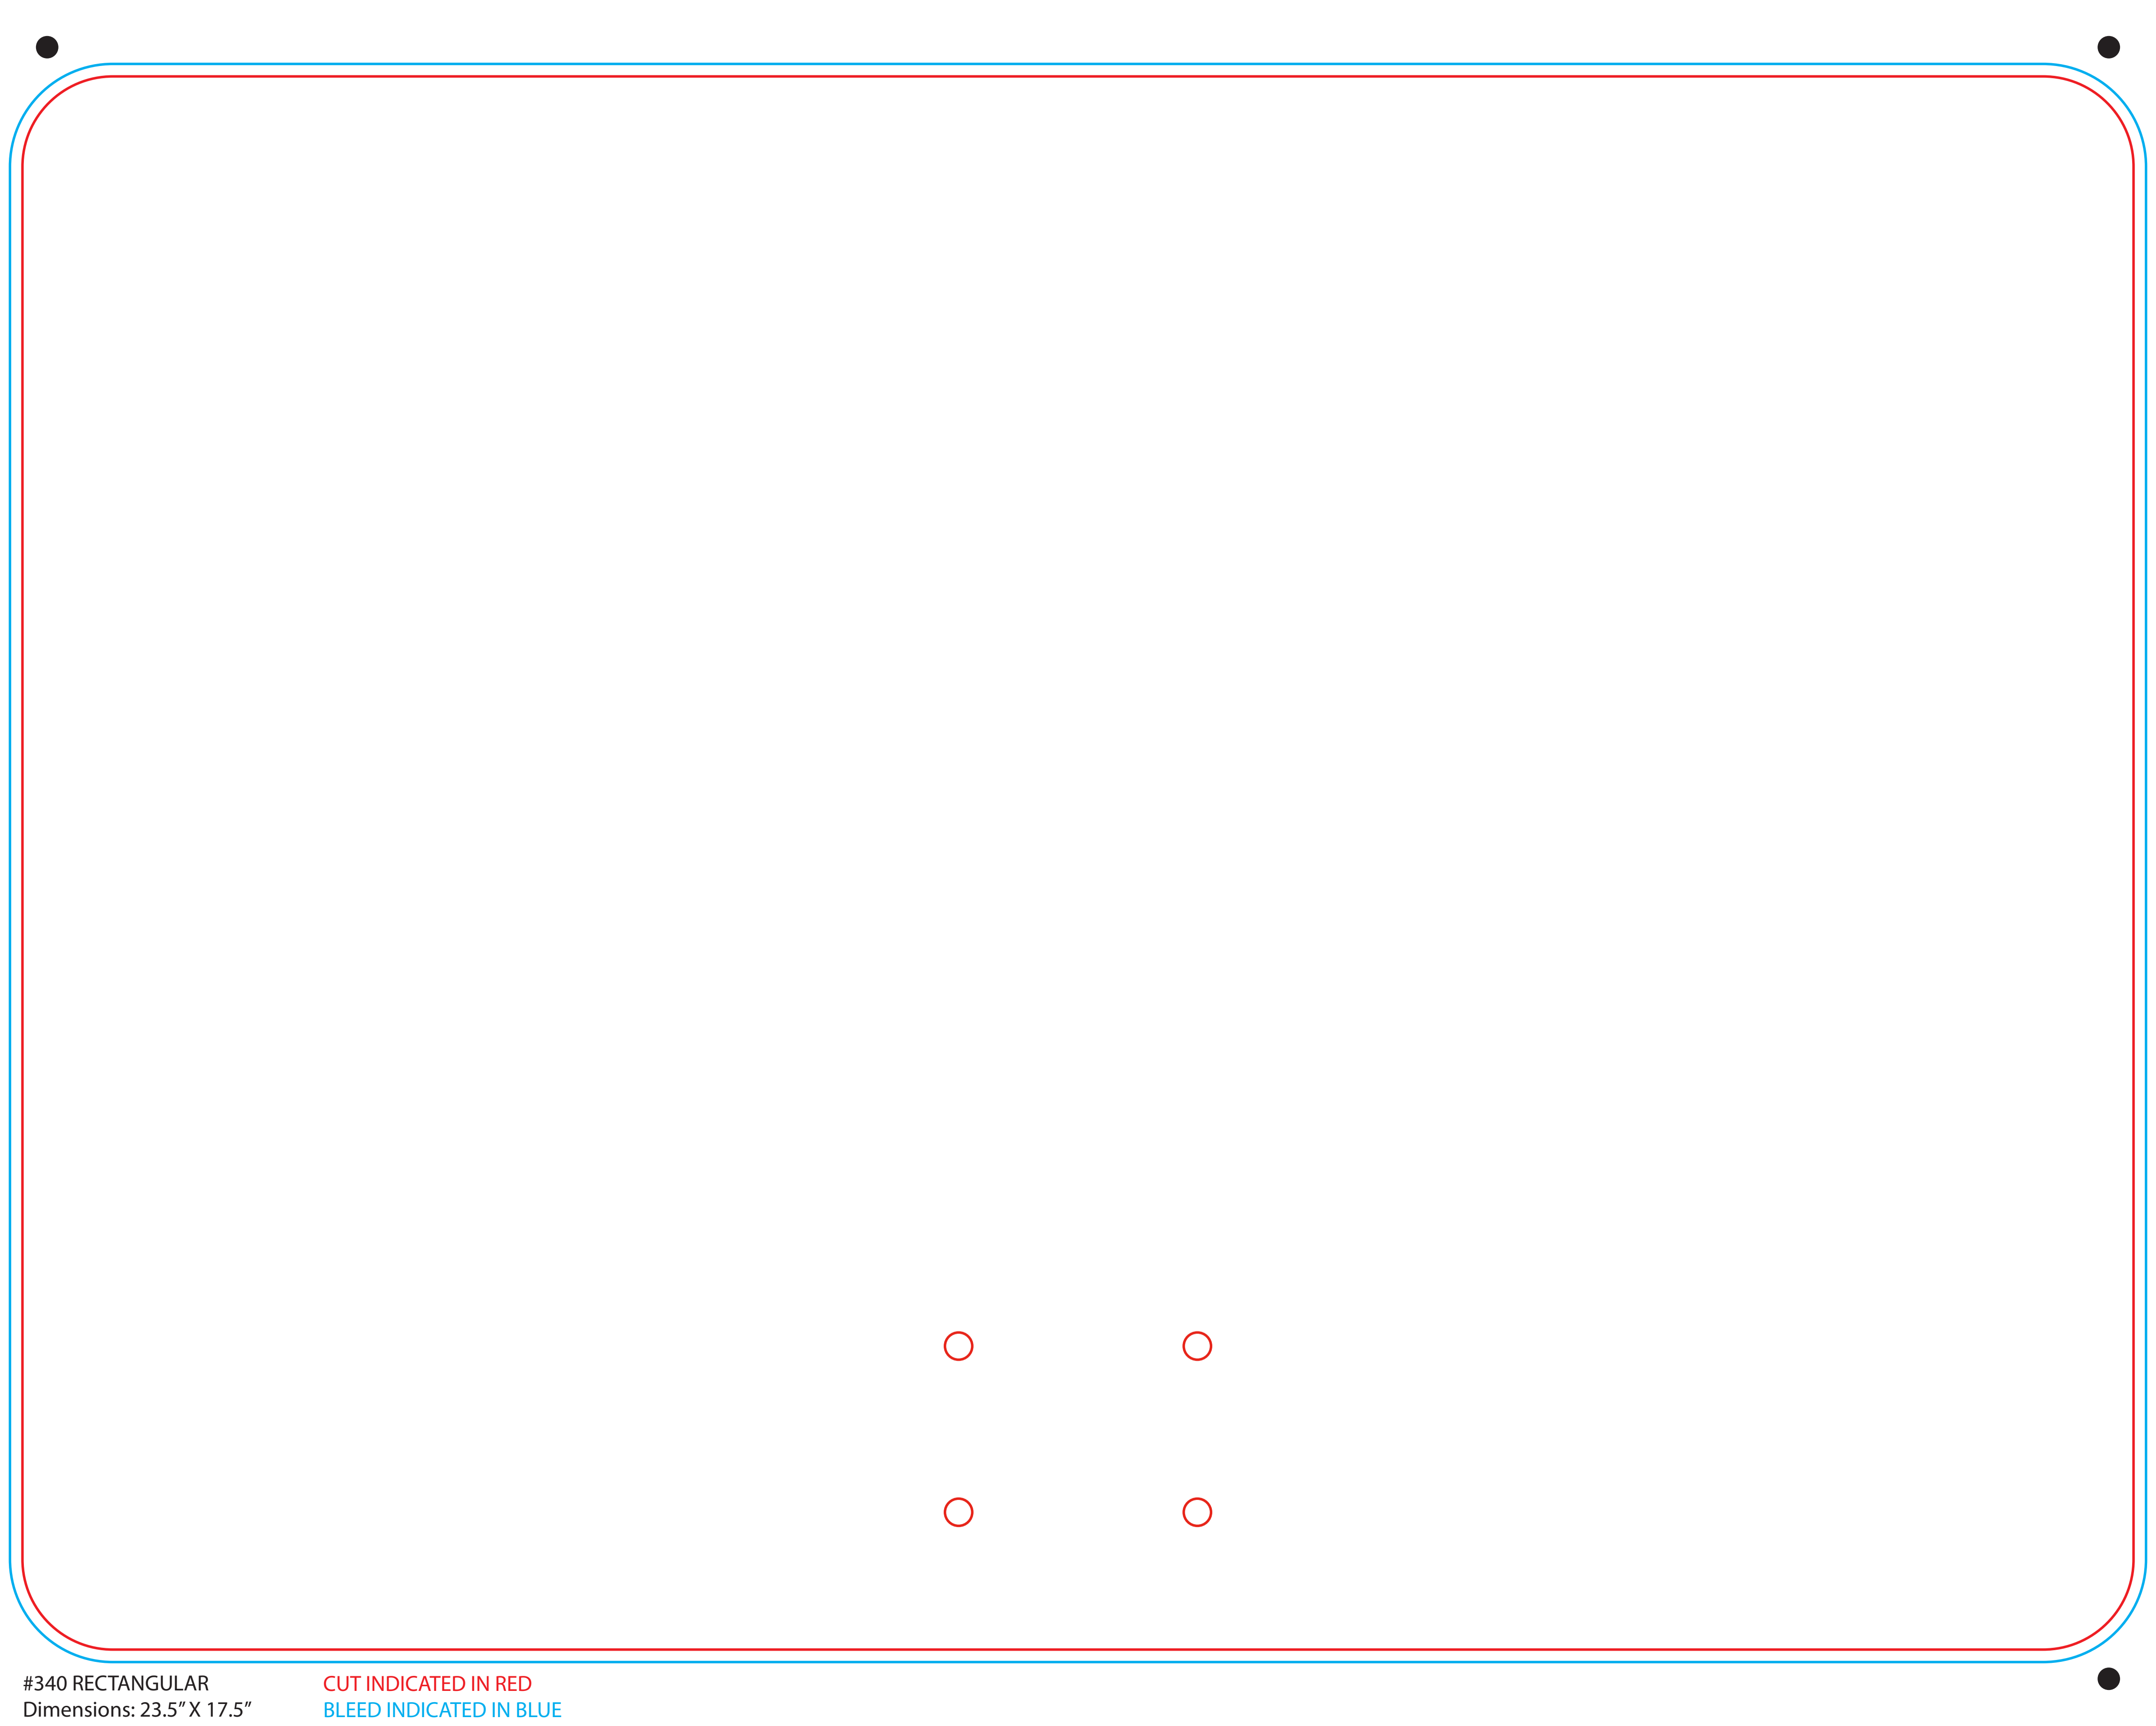 #340 RECTANGULAR
Dimensions: 23.5” X 17.5”
CUT INDICATED IN RED
BLEED INDICATED IN BLUE